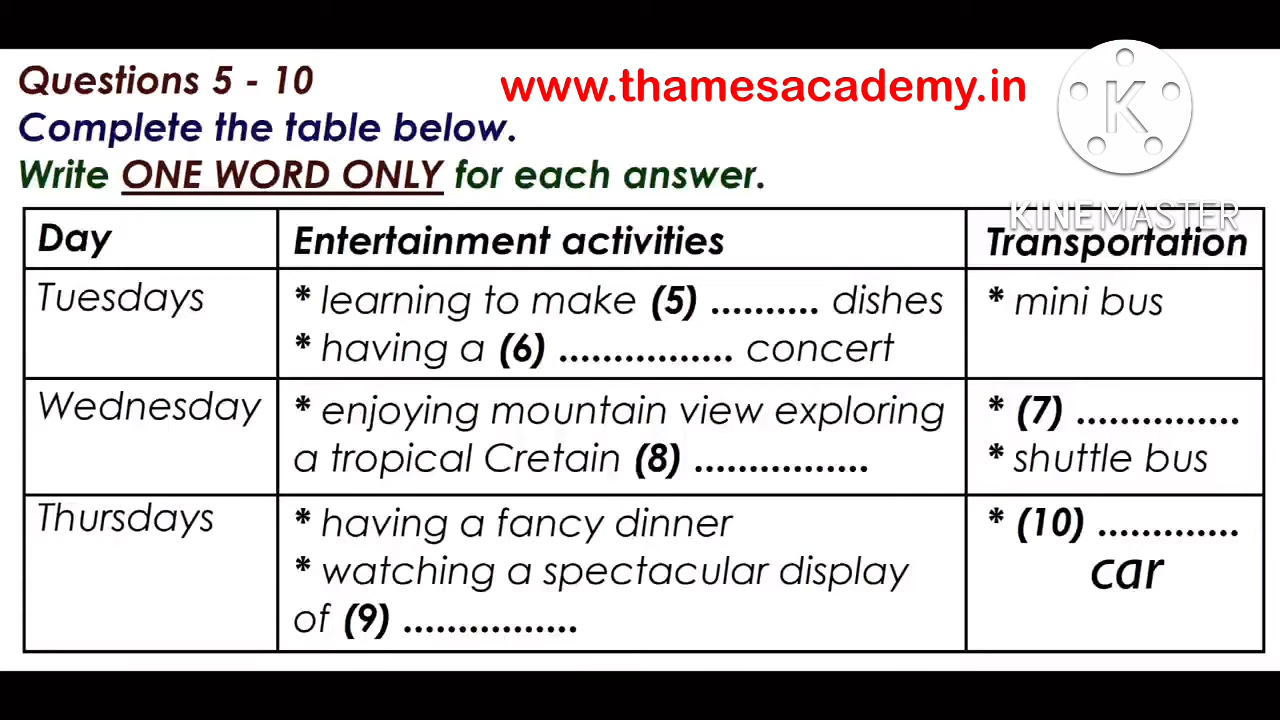 Questions 5 - 10
www.thamesacademy.in
K
KINEMASTER
Complete the table below.
Write ONE WORD ONLY for each answer.
Day Entertainment activities Transportation
Tuesdays * learning to make (5) .......... dishes * mini bus
* having a (6) ................ concert
Wednesday * enjoying mountain view exploring * (7) ...............
a tropical Cretain (8) ................ * shuttle bus
Thursdays * having a fancy dinner * (10) .............
* watching a spectacular display car
of (9) ................